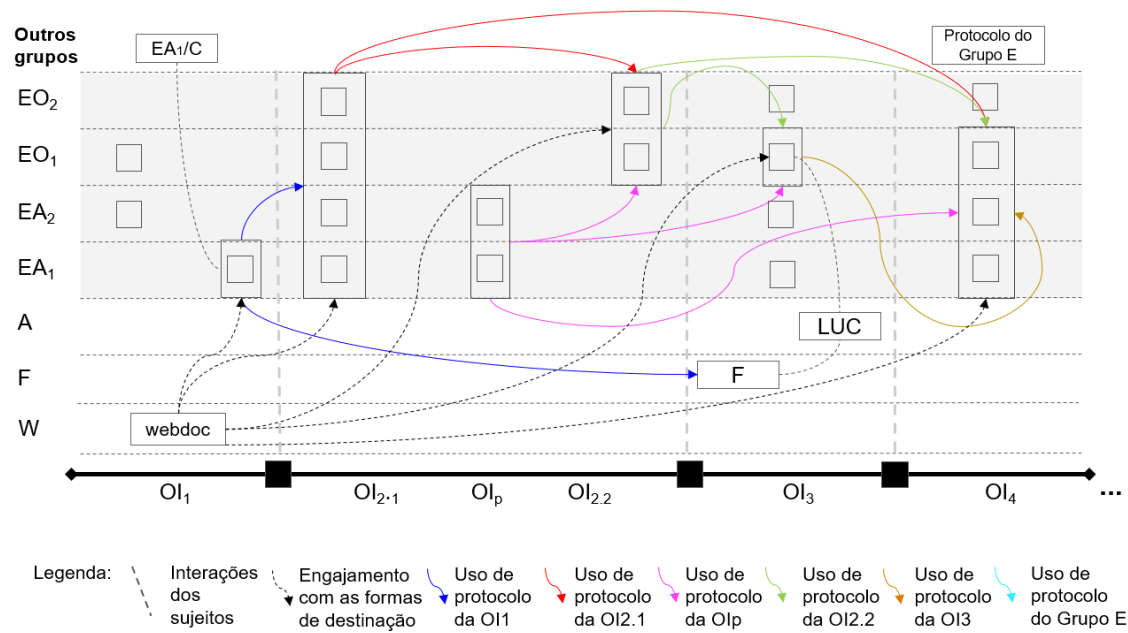 Outros
grupos
EA1/C
Protocolo do
Grupo E
EO2
EO1
EA2
EA1
A
LUC
F
F
W
webdoc
OI1
OI2.1
OIp
OI2.2
OI3
OI4
...
Legenda:
Interações
dos
sujeitos
Engajamento
com as formas
de destinação
Uso de
protocolo
da OI1
Uso de
protocolo
da OI2.1
Uso de
protocolo
da OIp
Uso de
protocolo
da OI2.2
Uso de
protocolo
da OI3
Uso de
protocolo
do Grupo E